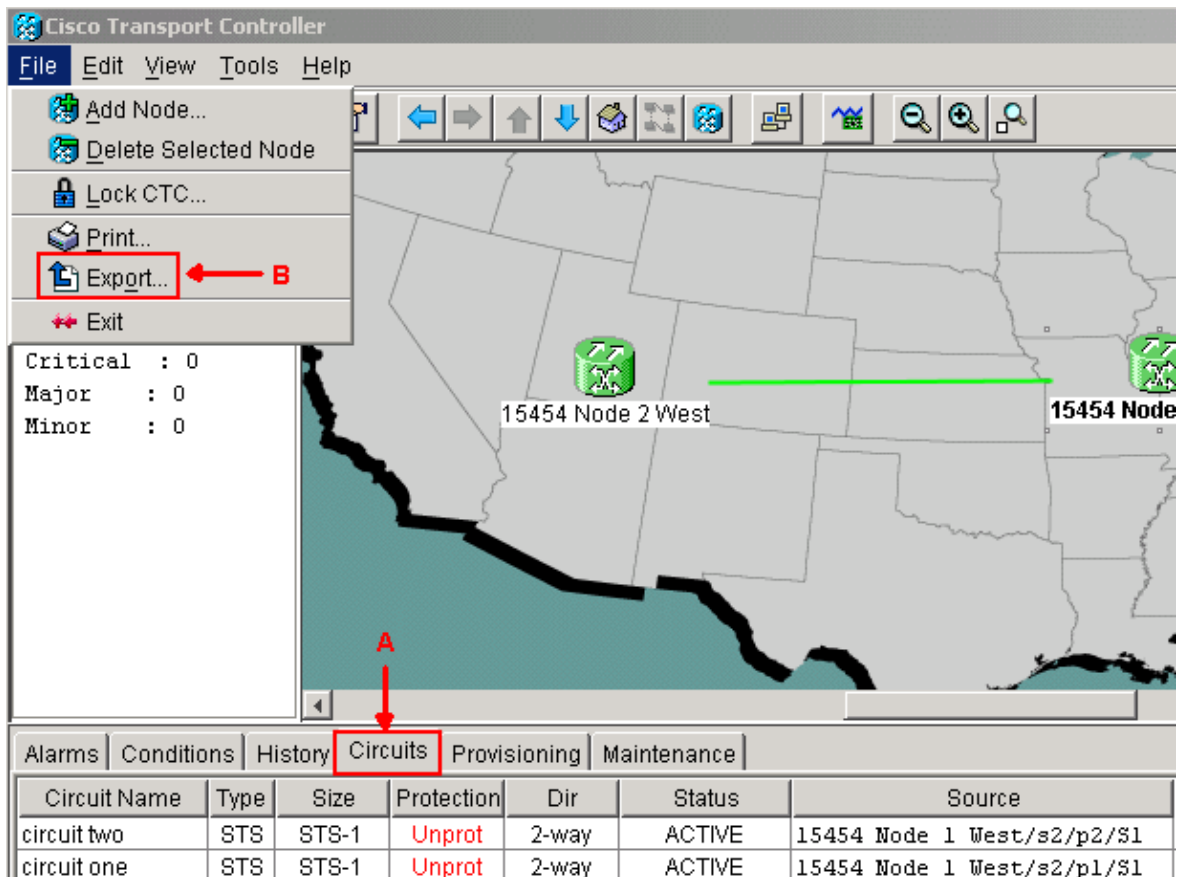 Cisco Transport Controller
File Edit View Tools Help
Add Node...
Delete Selected Node
Lock CTC...
Print...
Export... B
Exit
Critical : 0
Major : 0
Minor : 0
15454 Node 2 West
15454 Node
A
Alarms Conditions History Circuits Provisioning Maintenance
Circuit Name Type Size Protection Dir Status Source
circuit two STS STS-1 Unprot 2-way ACTIVE 15454 Node 1 West/s2/p2/S1
circuit one STS STS-1 Unprot 2-way ACTIVE 15454 Node 1 West/s2/p1/S1